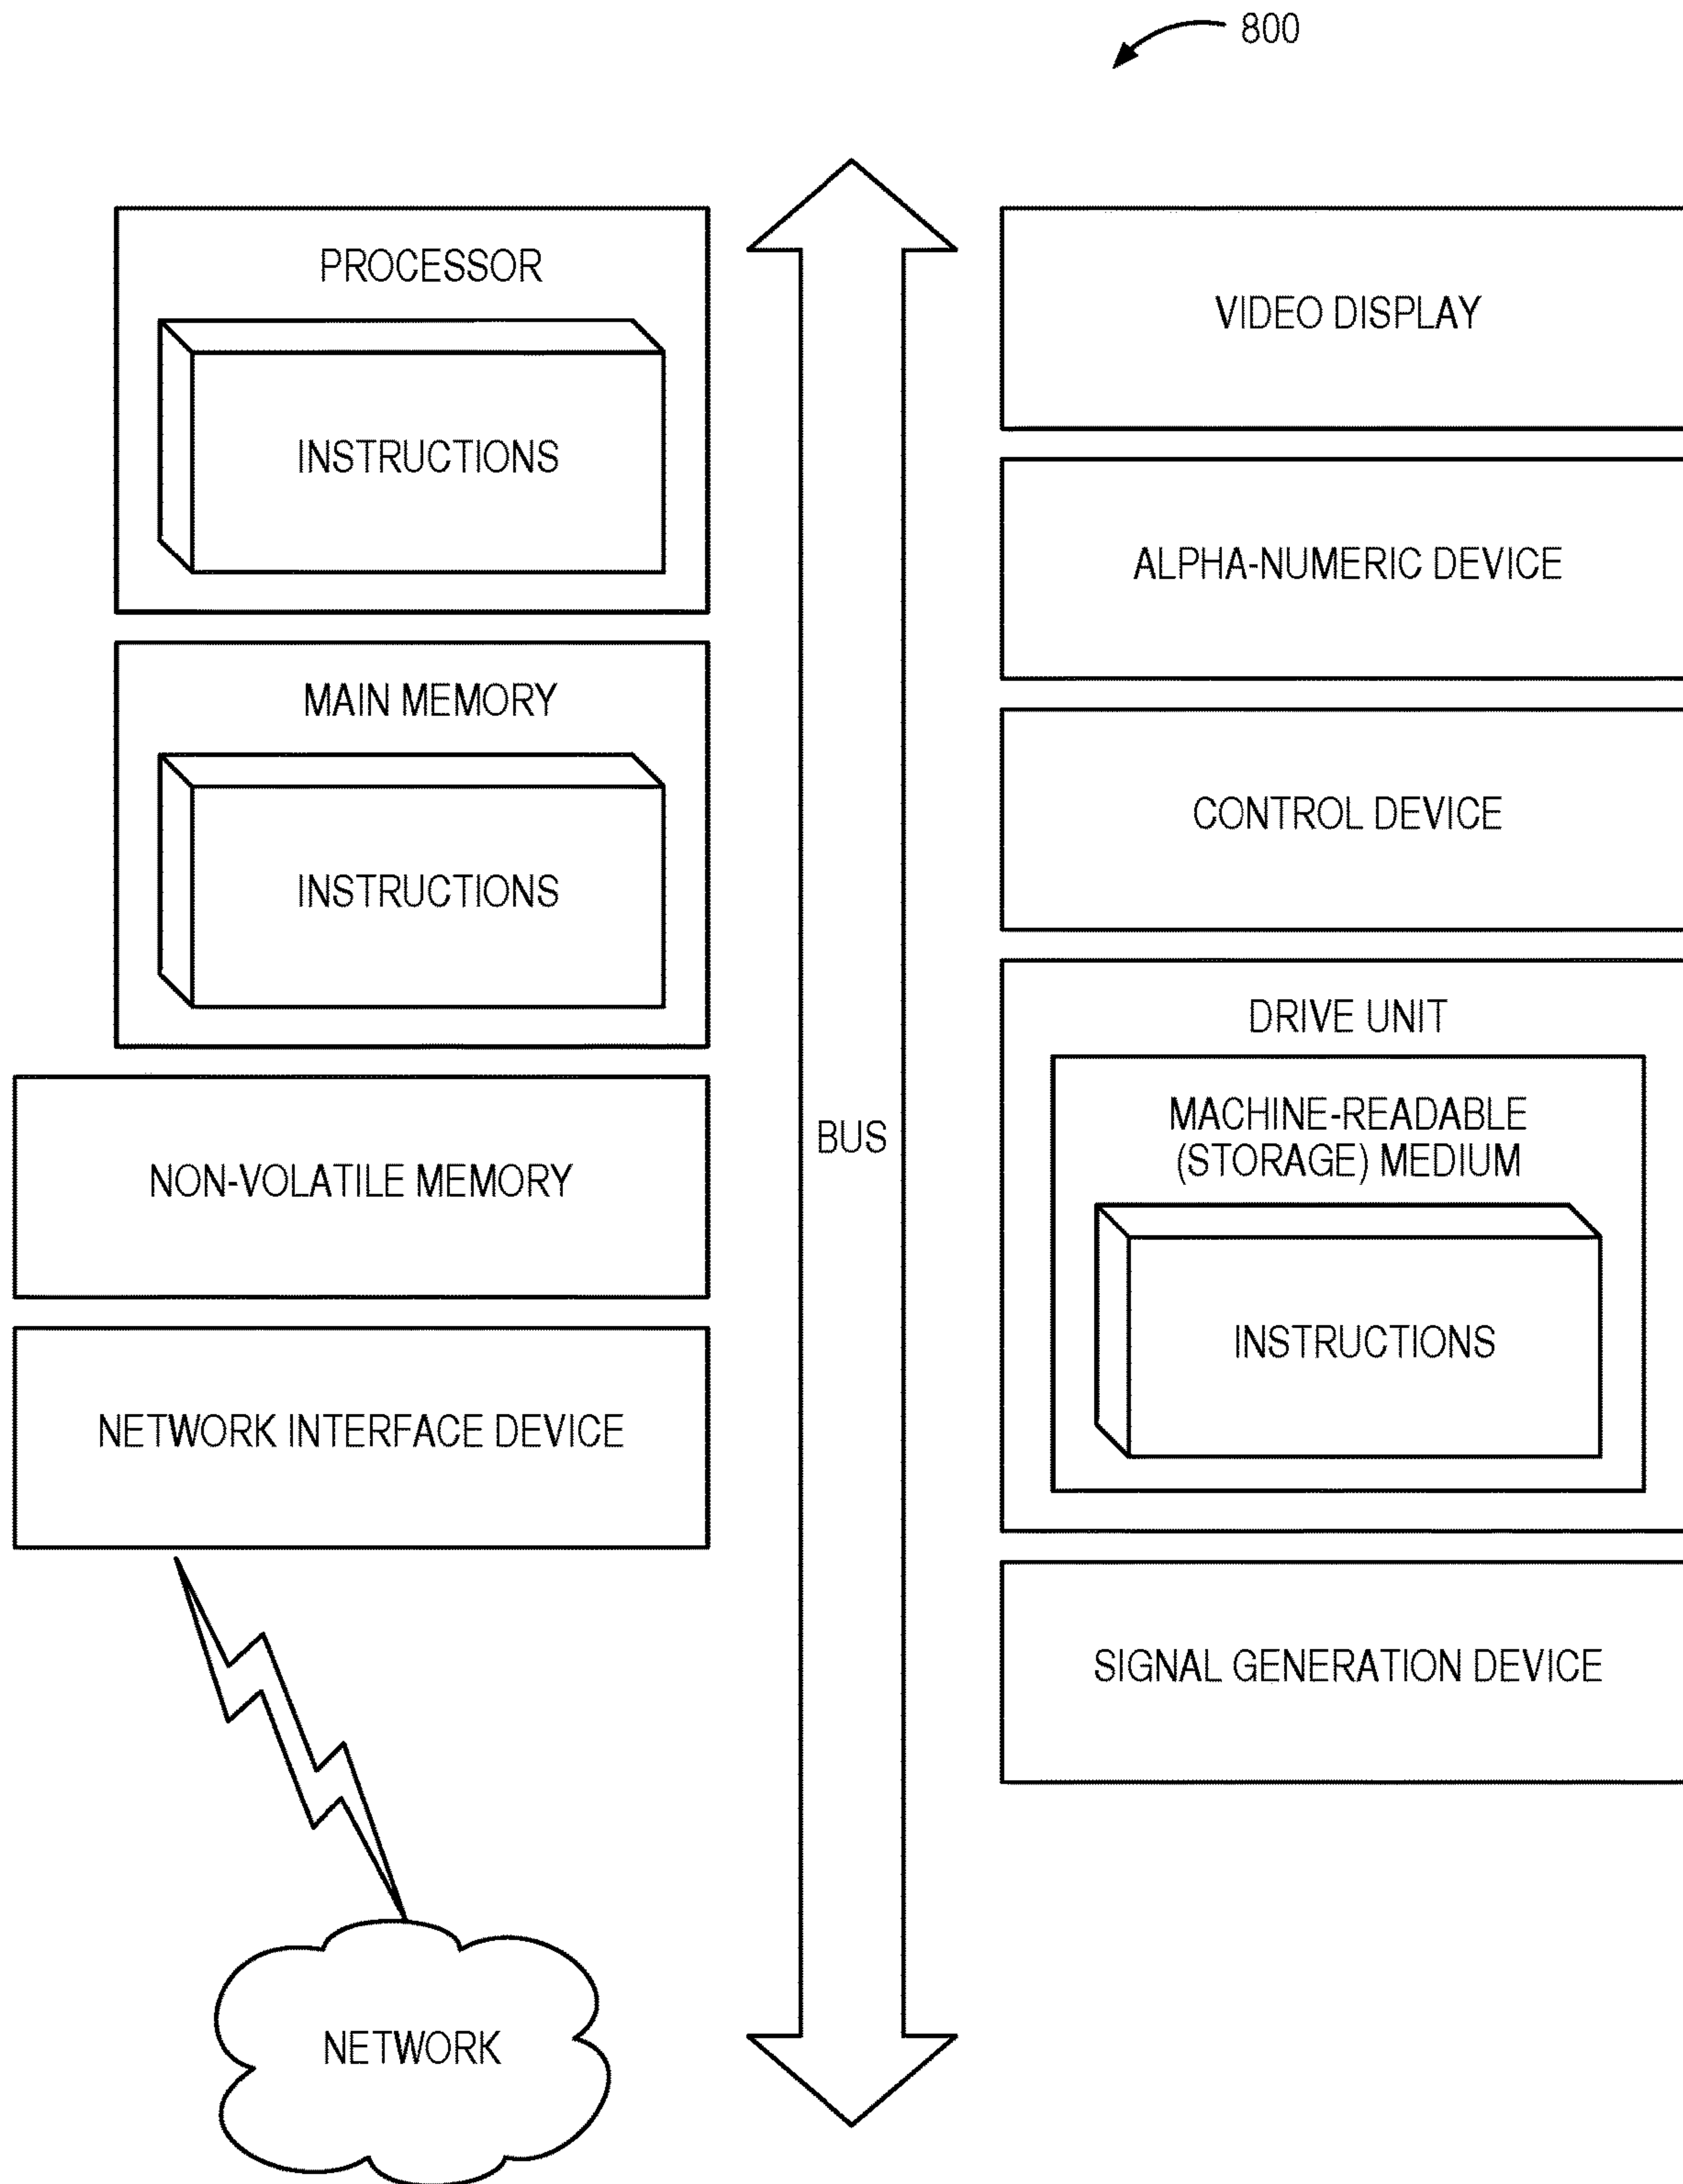 800
PROCESSOR
INSTRUCTIONS
MAIN MEMORY
INSTRUCTIONS
NON-VOLATILE MEMORY
NETWORK INTERFACE DEVICE
NETWORK
BUS
VIDEO DISPLAY
ALPHA-NUMERIC DEVICE
CONTROL DEVICE
DRIVE UNIT
MACHINE-READABLE
(STORAGE) MEDIUM
INSTRUCTIONS
SIGNAL GENERATION DEVICE